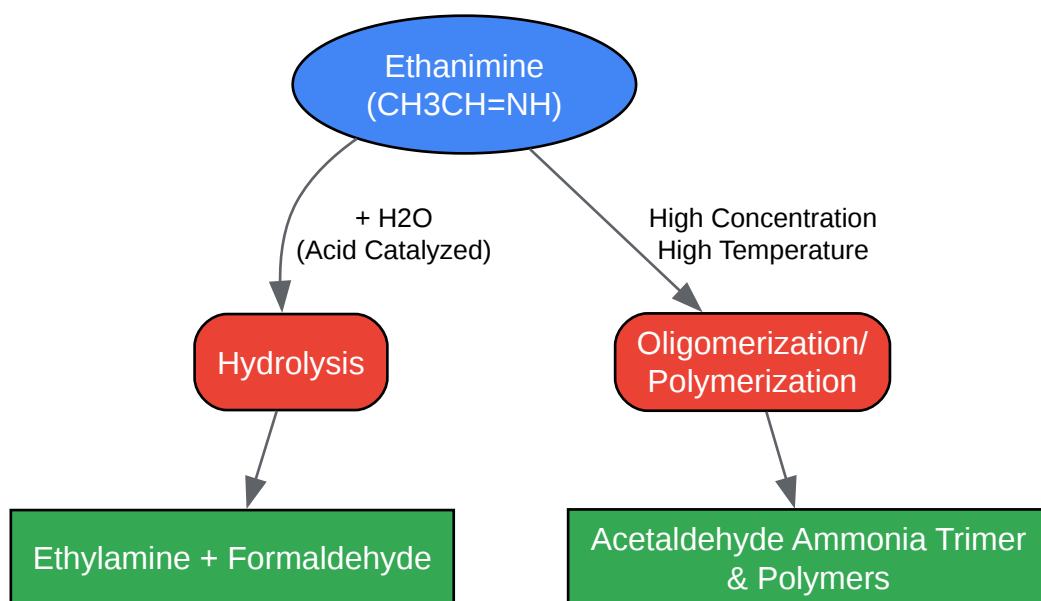 Ethanimine
(CH3CH=NH)
+ H2O
(Acid Catalyzed)
High Concentration
High Temperature
Hydrolysis
Oligomerization/
Polymerization
Ethylamine + Formaldehyde
Acetaldehyde Ammonia Trimer
& Polymers